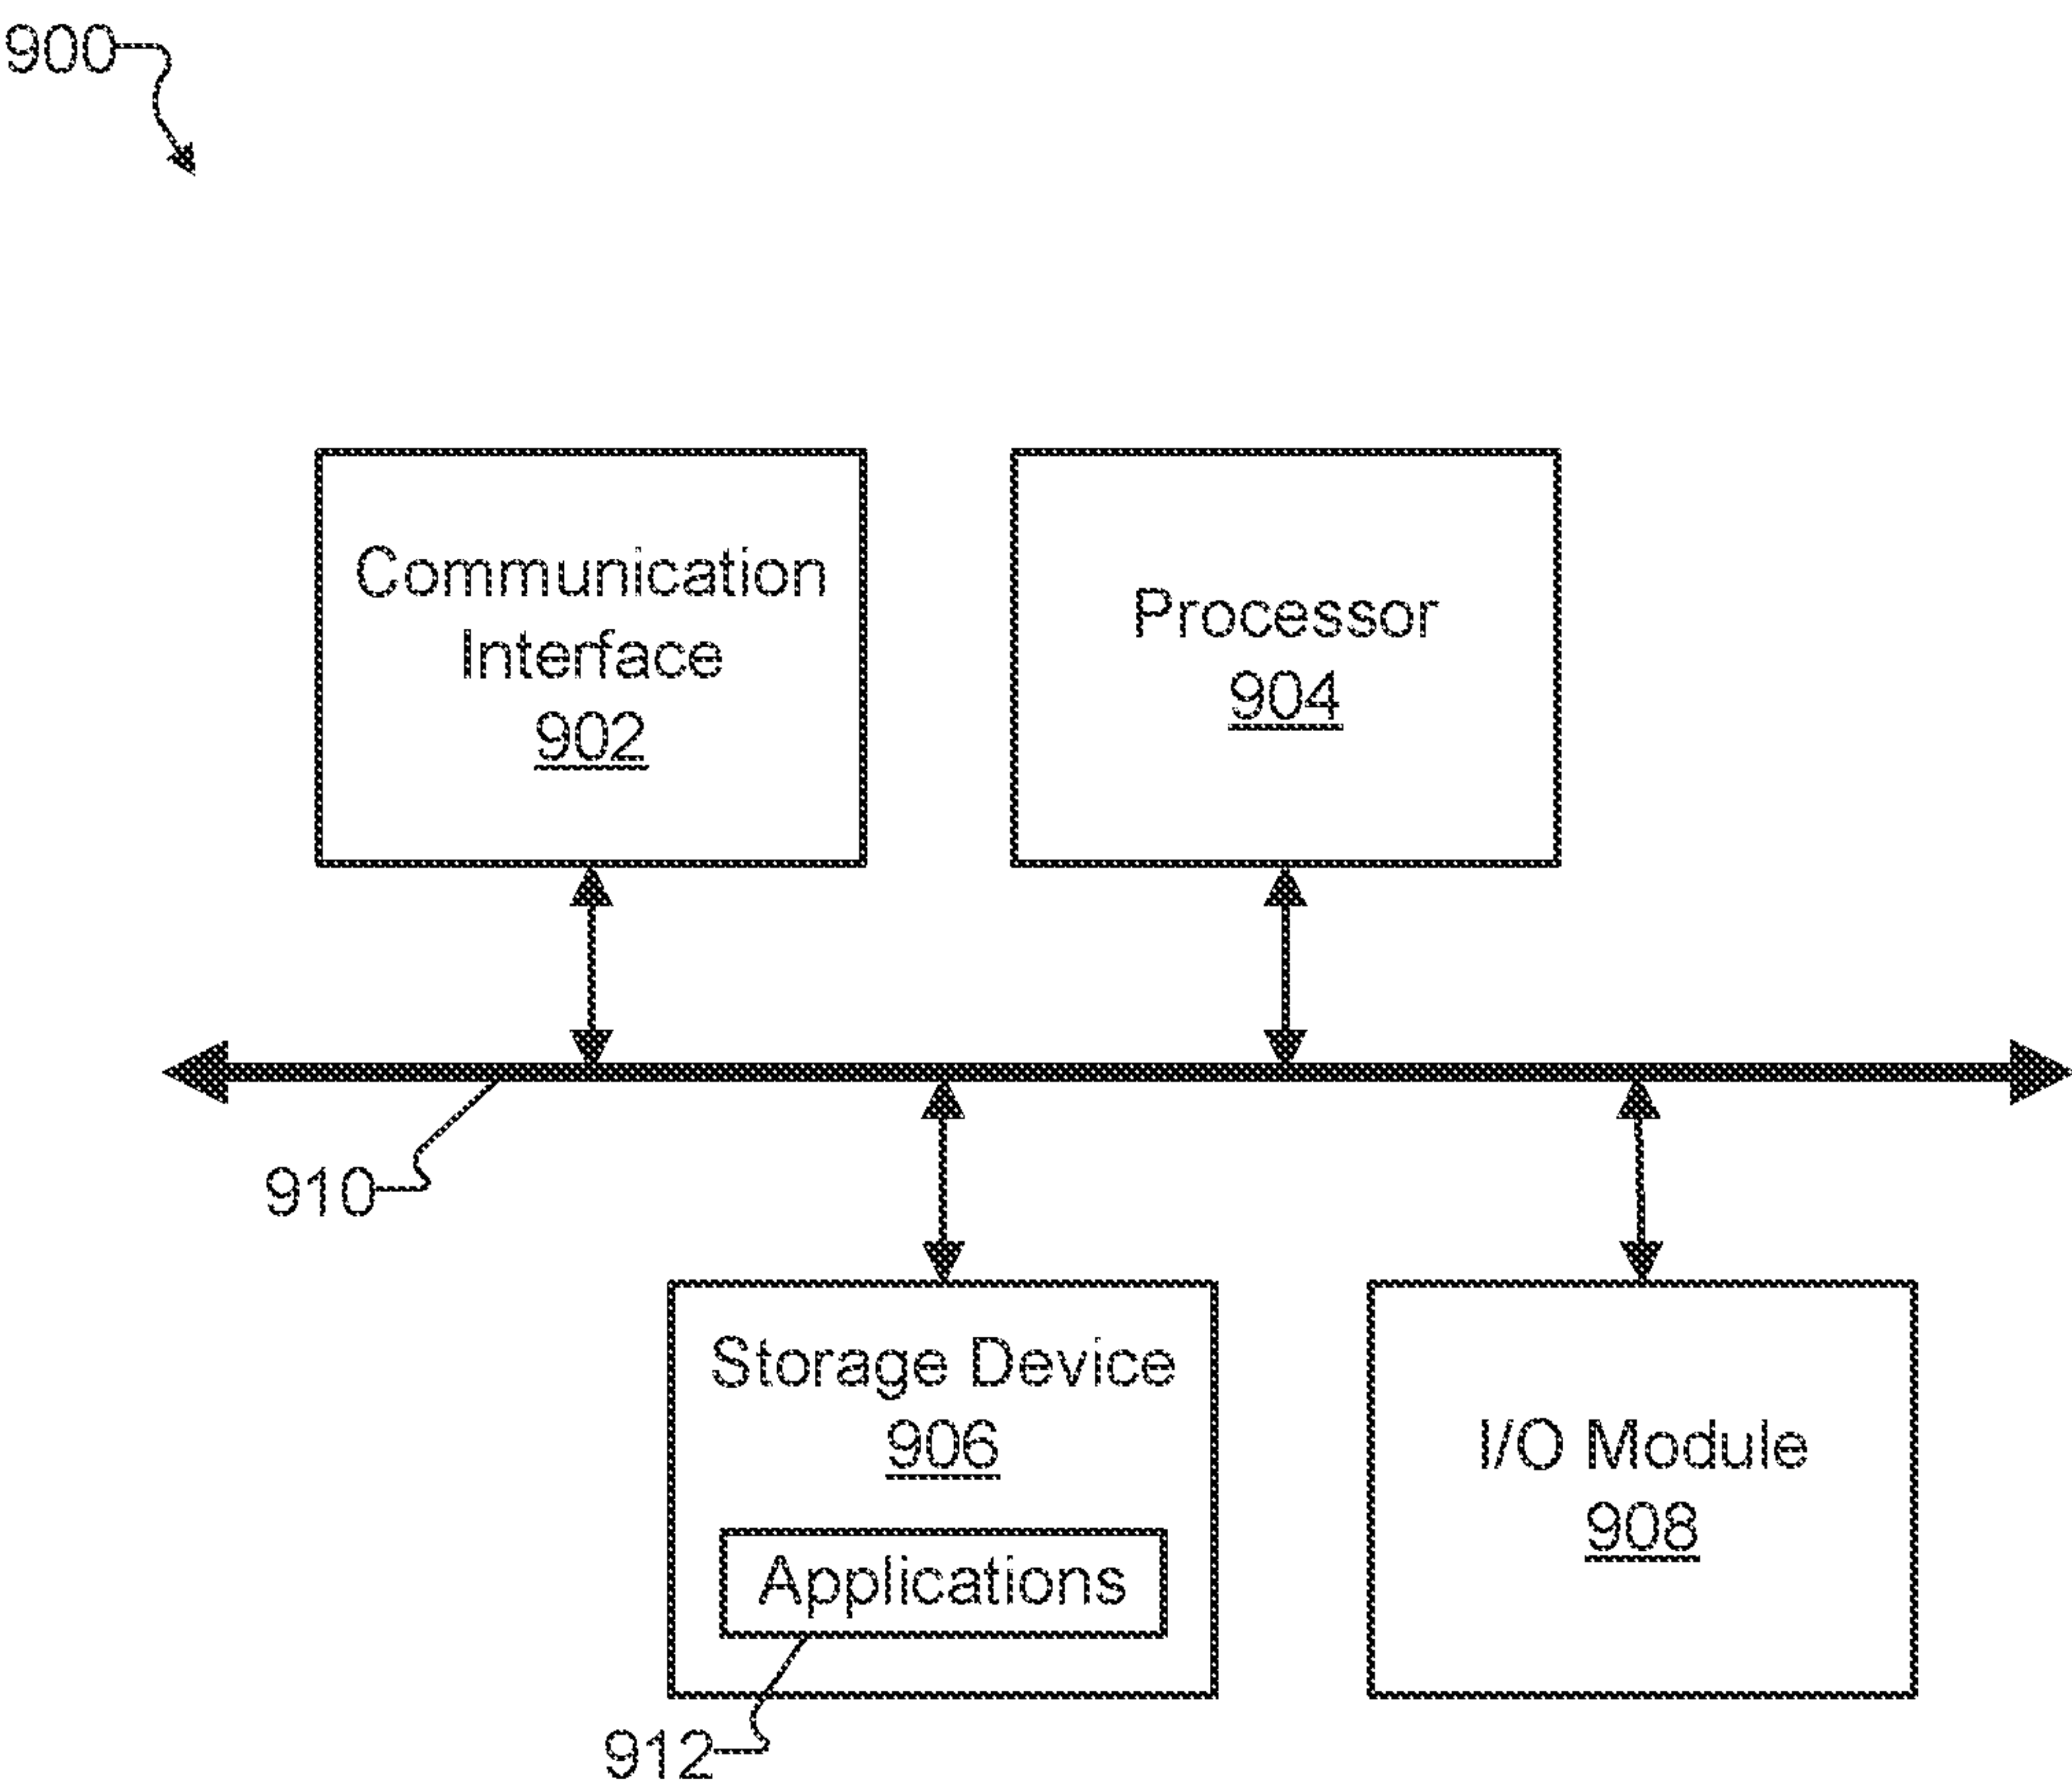 900
Communication
Interface
902
Processor
904
910
Storage Device
906
Applications
912
I/O Module
908